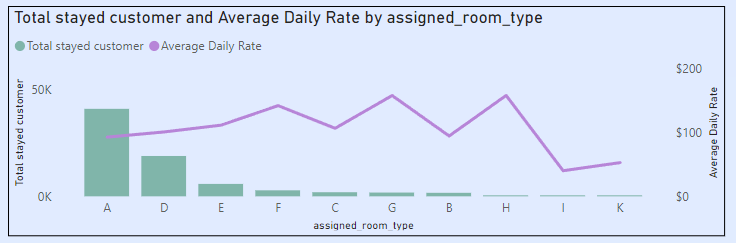 Total stayed customer and Average Daily Rate by assigned_room_type
Total stayed customer Average Daily Rate
Total stayed customer
50K
0K
$200
$100
$0
Average Daily Rate
A D E F C G B H I K
assigned_room_type